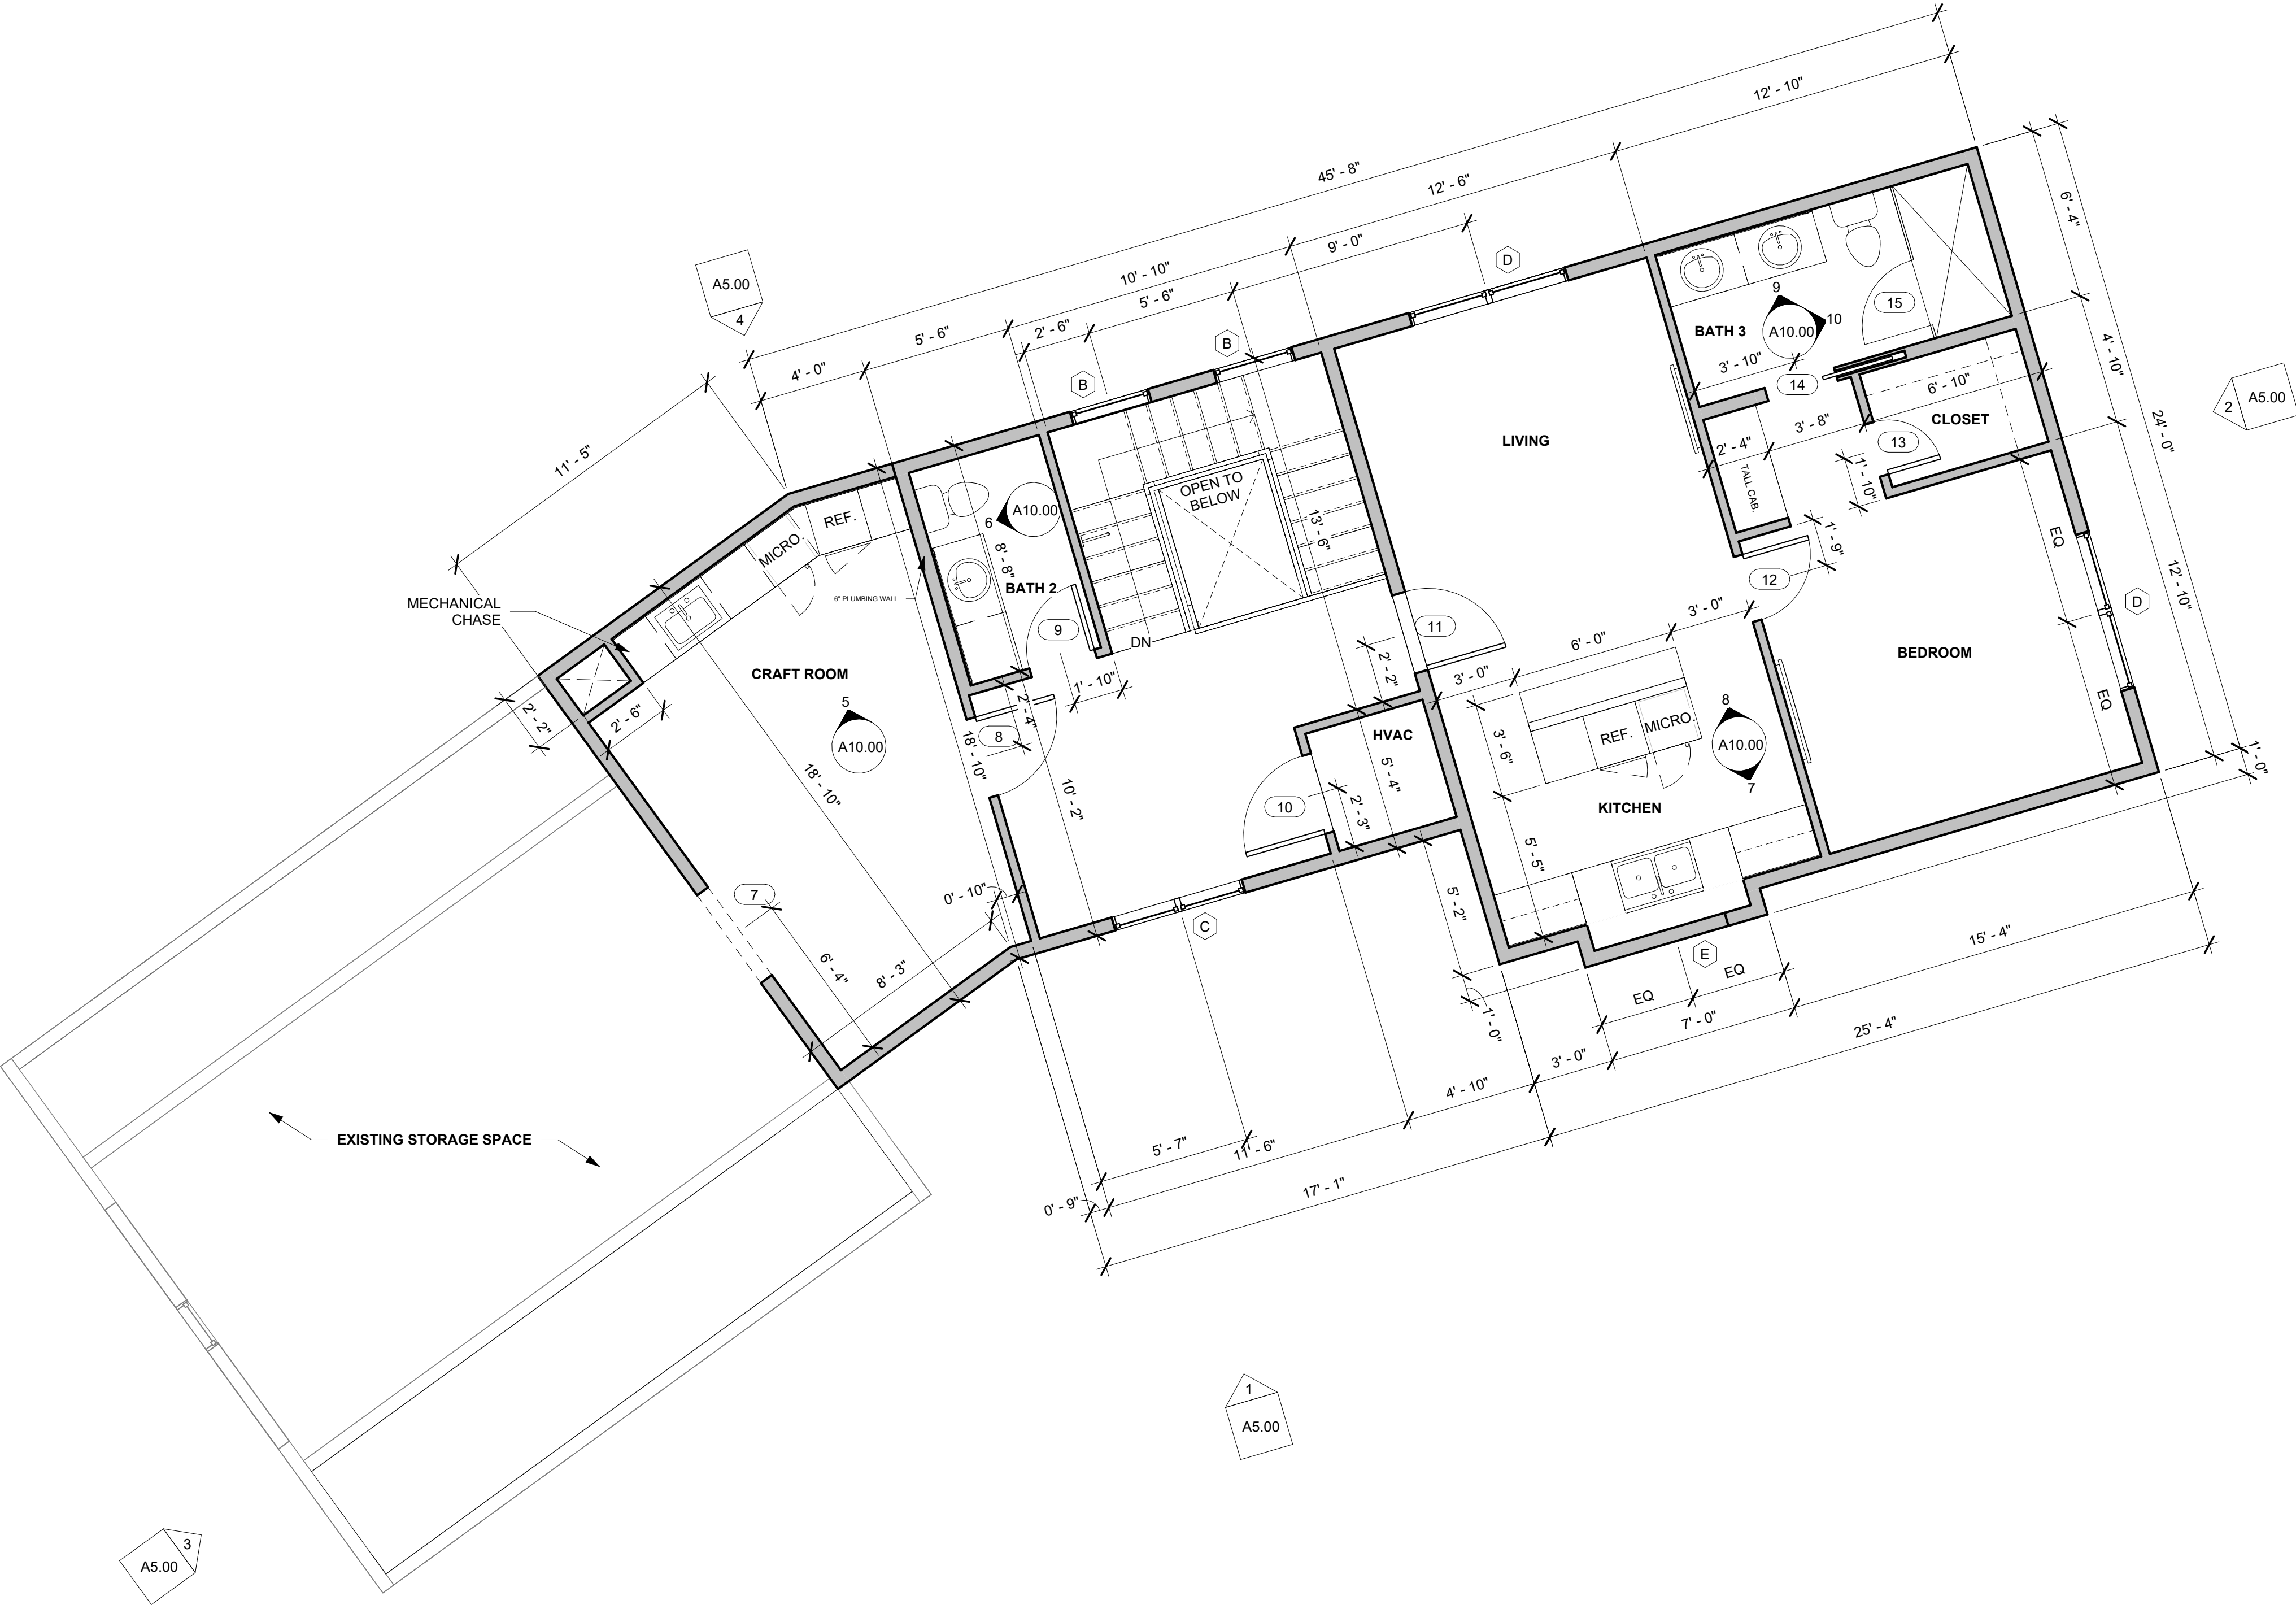 12' - 10"
45' - 8"
12' - 6"
6' - 4"
9' - 0"
D
10' - 10"
A5.00
4
5' - 6"
5' - 6"
2' - 6"
9
15
BATH 3
A10.00
10
B
4' - 10"
4' - 0"
3' - 10"
B
14
6' - 10"
2
A5.00
CLOSET
3' - 8"
24' - 0"
LIVING
13
2' - 4"
11' - 5"
TALL CAB.
1' - 10"
OPEN TO
BELOW
A10.00
REF.
6
13' - 6"
MICRO.
8' - 8"
1' - 9"
EQ
12
12' - 10"
BATH 2
6" PLUMBING WALL
MECHANICAL
CHASE
D
3' - 0"
9
11
DN
6' - 0"
BEDROOM
2' - 2"
CRAFT ROOM
3' - 0"
1' - 10"
EQ
5
8
2' - 2"
2' - 6"
2' - 4"
MICRO.
REF.
8
HVAC
A10.00
18' - 10"
A10.00
3' - 6"
1' - 0"
5' - 4"
18' - 10"
7
10' - 2"
10
2' - 3"
KITCHEN
5' - 5"
0' - 10"
7
5' - 2"
C
15' - 4"
E
6' - 4"
8' - 3"
EQ
EQ
1' - 0"
7' - 0"
25' - 4"
3' - 0"
4' - 10"
EXISTING STORAGE SPACE
5' - 7"
11' - 6"
17' - 1"
0' - 9"
1
A5.00
3
A5.00